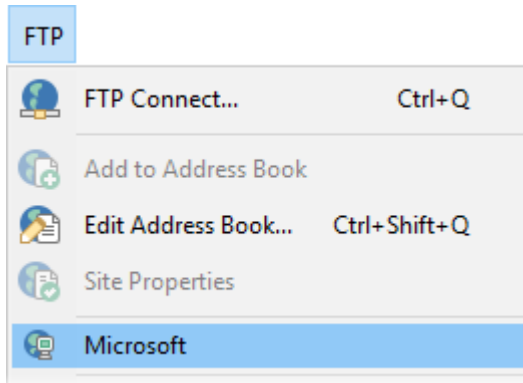 FTP
FTP Connect... Ctrl+Q
Add to Address Book
Edit Address Book... Ctrl+Shift+Q
Site Properties
Microsoft